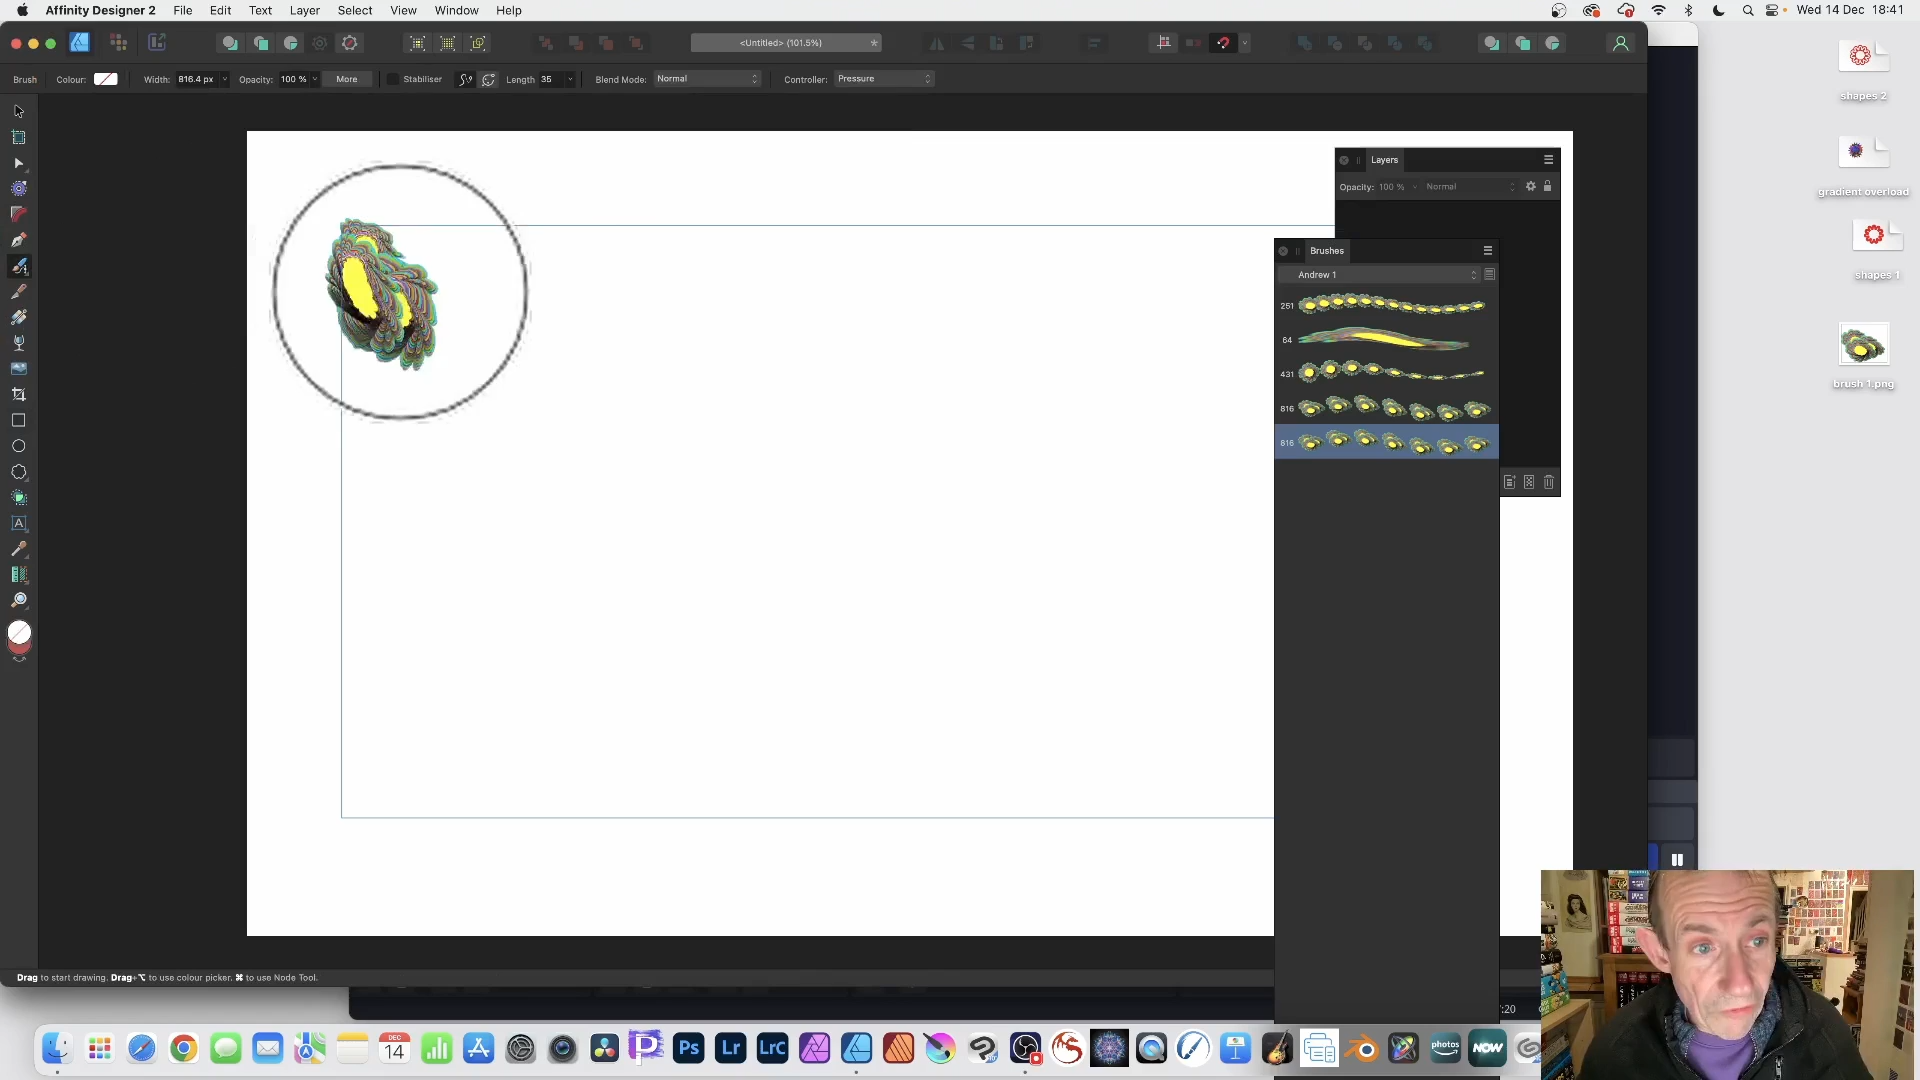 Affinity Designer 2 File Edit Text Layer Select View Window Help Wed 14 Dec 18:41
<Untitled> (101.5%)
Brush Colour: Width: 816.4 px Opacity: 100 % More Stabiliser Length 35 Blend Mode: Normal Controller: Pressure
shapes 2
Layers
Opacity: 100 % Normal
gradient overload
Brushes
Andrew 1
shapes 1
251
64
431
brush 1.png
816
816
A
Drag to start drawing. Drag+⌥ to use colour picker. ⌘ to use Node Tool.
:20
DEC
14
Ps
Lr
LrC
photos
NOW